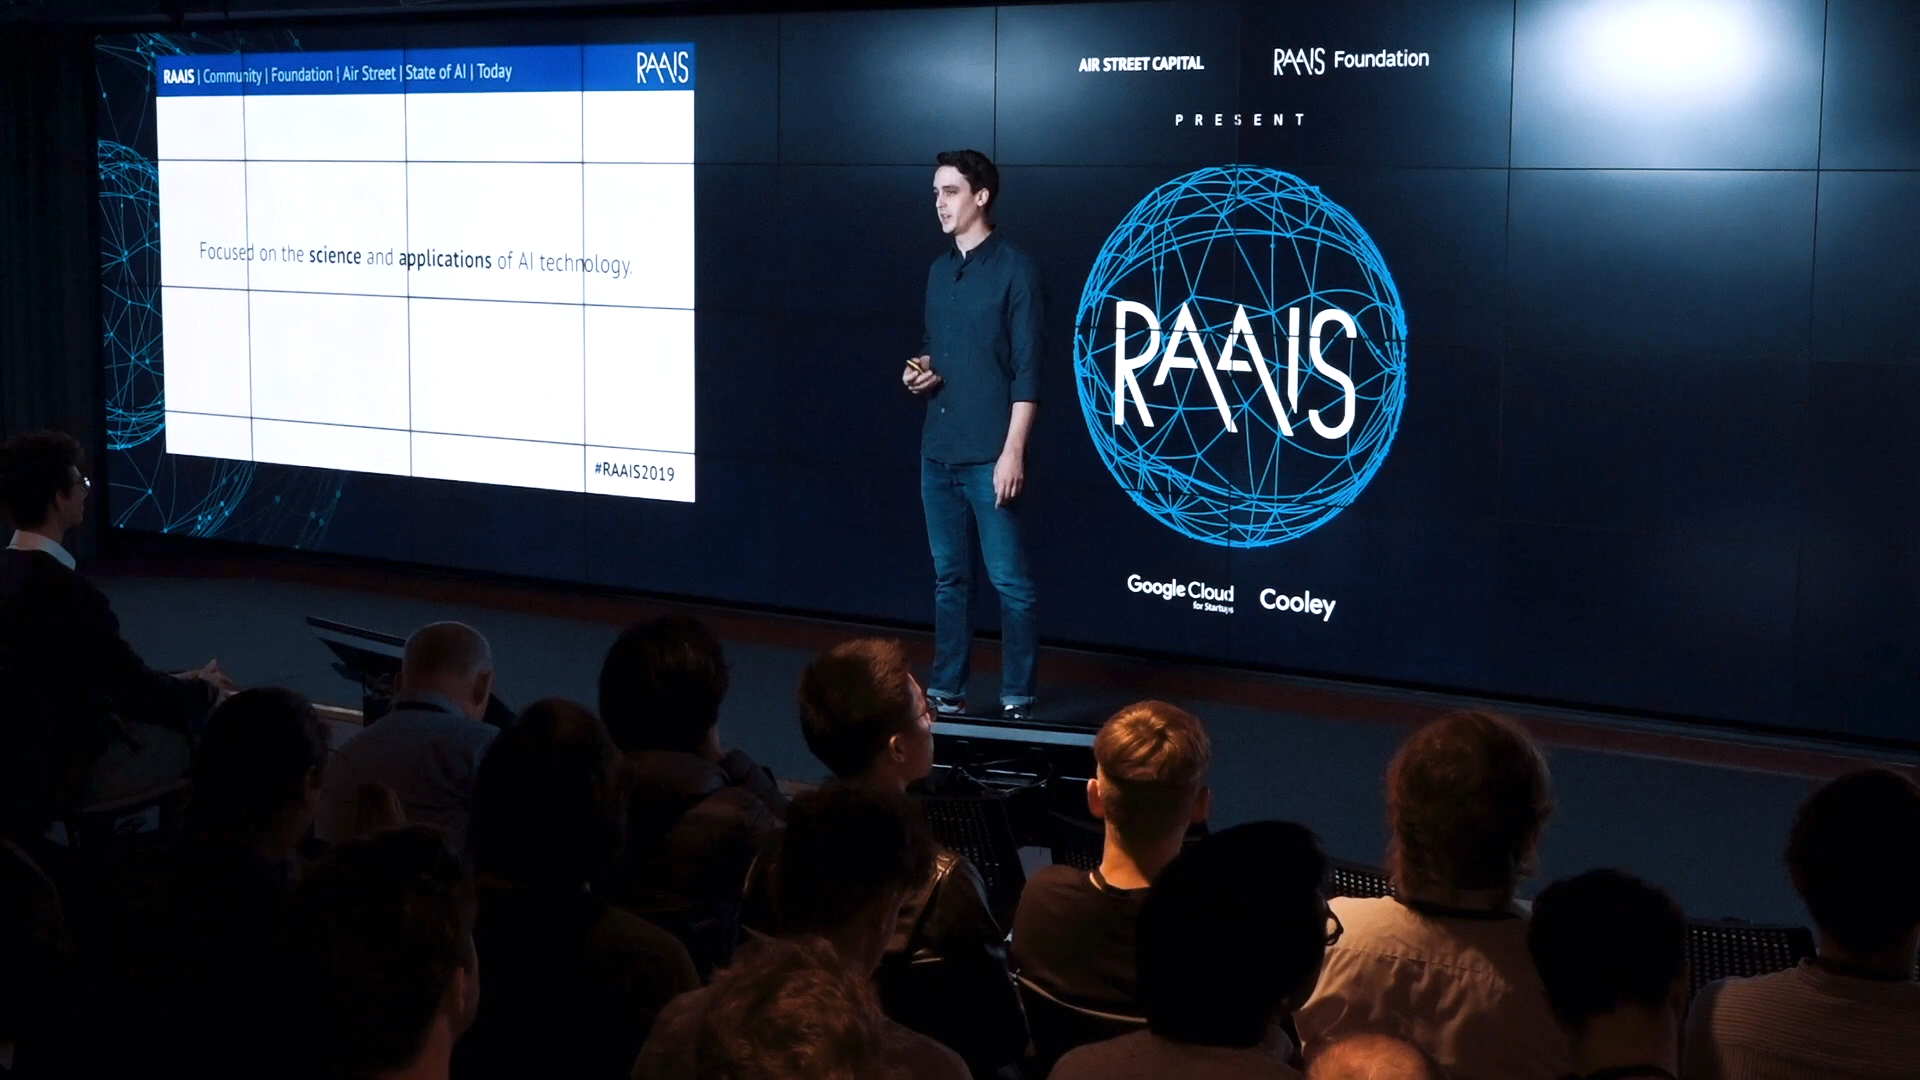 RAAIS | Community | Foundation | Air Street | State of AI | Today
RAAIS
Focused on the science and applications of AI technology.
#RAAIS2019
AIR STREET CAPITAL
RAAIS Foundation
PRESENT
RAAIS
Google Cloud
for Startups
Cooley